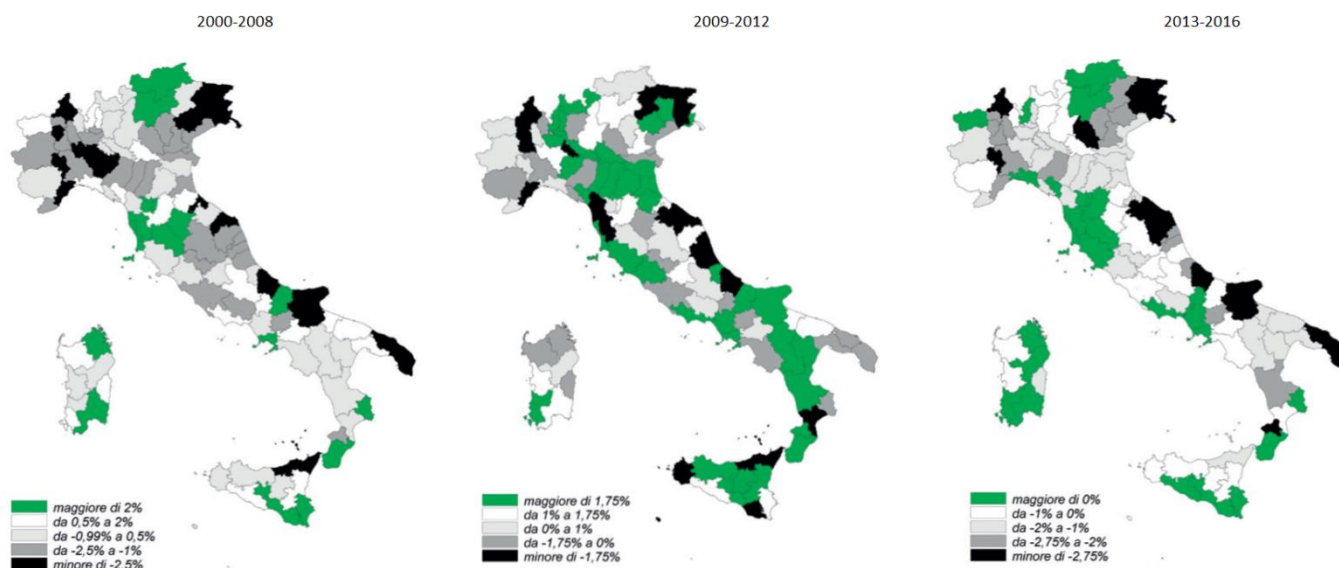 2000-2008
2009-2012
2013-2016
maggiore di 2%
da 0,5% a 2%
da -0,99% a 0,5%
da -2,5% a -1%
minore di -2,5%
maggiore di 1,75%
da 1% a 1,75%
da 0% a 1%
da -1,75% a 0%
minore di -1,75%
maggiore di 0%
da -1% a 0%
da -2% a -1%
da -2,75% a -2%
minore di -2,75%